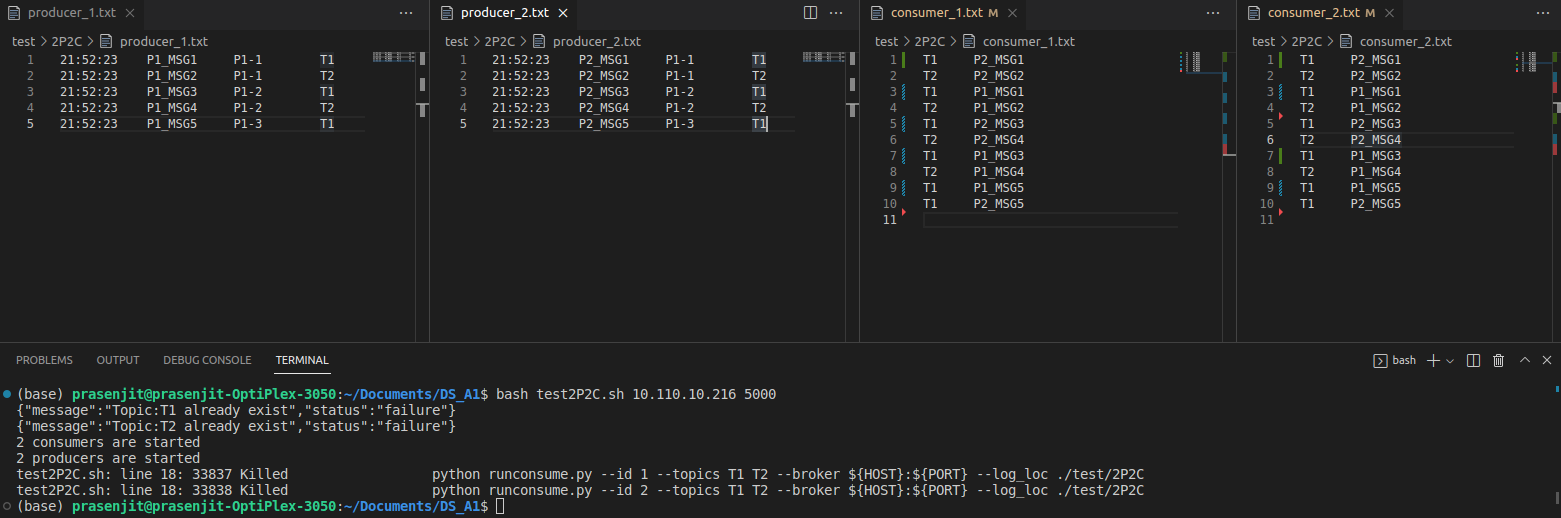 producer_1.txt
test > 2P2C > producer_1.txt
1 21:52:23 P1_MSG1 P1-1 T1
2 21:52:23 P1_MSG2 P1-1 T2
3 21:52:23 P1_MSG3 P1-2 T1
4 21:52:23 P1_MSG4 P1-2 T2
5 21:52:23 P1_MSG5 P1-3 T1
producer_2.txt
test > 2P2C > producer_2.txt
1 21:52:23 P2_MSG1 P1-1 T1
2 21:52:23 P2_MSG2 P1-1 T2
3 21:52:23 P2_MSG3 P1-2 T1
4 21:52:23 P2_MSG4 P1-2 T2
5 21:52:23 P2_MSG5 P1-3 T1
consumer_1.txt M
test > 2P2C > consumer_1.txt
1 T1 P2_MSG1
2 T2 P2_MSG2
3 T1 P1_MSG1
4 T2 P1_MSG2
5 T1 P2_MSG3
6 T2 P2_MSG4
7 T1 P1_MSG3
8 T2 P1_MSG4
9 T1 P1_MSG5
10 T1 P2_MSG5
11
consumer_2.txt M
test > 2P2C > consumer_2.txt
1 T1 P2_MSG1
2 T2 P2_MSG2
3 T1 P1_MSG1
4 T2 P1_MSG2
5 T1 P2_MSG3
6 T2 P2_MSG4
7 T1 P1_MSG3
8 T2 P1_MSG4
9 T1 P1_MSG5
10 T1 P2_MSG5
11
PROBLEMS OUTPUT DEBUG CONSOLE TERMINAL bash
(base) prasenjit@prasenjit-OptiPlex-3050:~/Documents/DS_A1$ bash test2P2C.sh 10.110.10.216 5000
{"message":"Topic:T1 already exist","status":"failure"}
{"message":"Topic:T2 already exist","status":"failure"}
2 consumers are started
2 producers are started
test2P2C.sh: line 18: 33837 Killed python runconsume.py --id 1 --topics T1 T2 --broker ${HOST}:${PORT} --log_loc ./test/2P2C
test2P2C.sh: line 18: 33838 Killed python runconsume.py --id 2 --topics T1 T2 --broker ${HOST}:${PORT} --log_loc ./test/2P2C
(base) prasenjit@prasenjit-OptiPlex-3050:~/Documents/DS_A1$